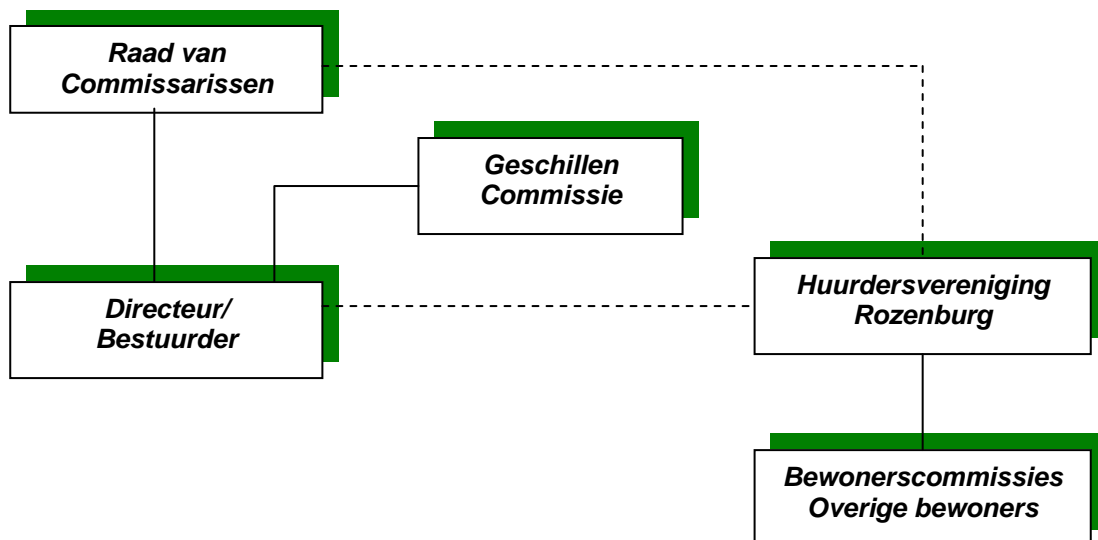 Raad van
Commissarissen
Geschillen
Commissie
Directeur/
Bestuurder
Huurdersvereniging
Rozenburg
Bewonerscommissies
Overige bewoners